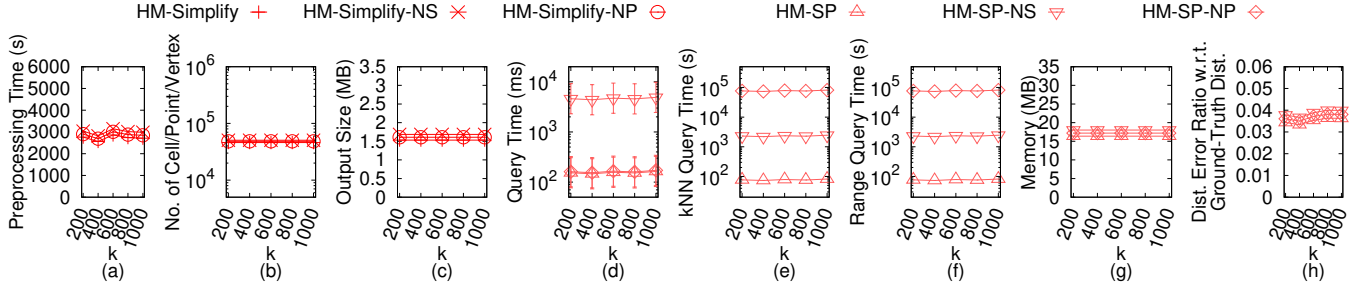 HM-Simplify HM-Simplify-NS HM-Simplify-NP HM-SP HM-SP-NS HM-SP-NP
Preprocessing Time (s)
6000
5000
4000
3000
2000
1000
0
200 400 600 800 1000
k
(a)
No. of Cell/Point/Vertex
10^6
10^5
10^4
200 400 600 800 1000
k
(b)
Output Size (MB)
3.5
3
2.5
2
1.5
1
0.5
0
200 400 600 800 1000
k
(c)
Query Time (ms)
10^4
10^3
10^2
200 400 600 800 1000
k
(d)
kNN Query Time (s)
10^5
10^4
10^3
10^2
200 400 600 800 1000
k
(e)
Range Query Time (s)
10^5
10^4
10^3
10^2
200 400 600 800 1000
k
(f)
Memory (MB)
35
30
25
20
15
10
5
0
200 400 600 800 1000
k
(g)
Dist. Error Ratio w.r.t.
Ground-Truth Dist.
0.06
0.05
0.04
0.03
0.02
0.01
0
200 400 600 800 1000
k
(h)